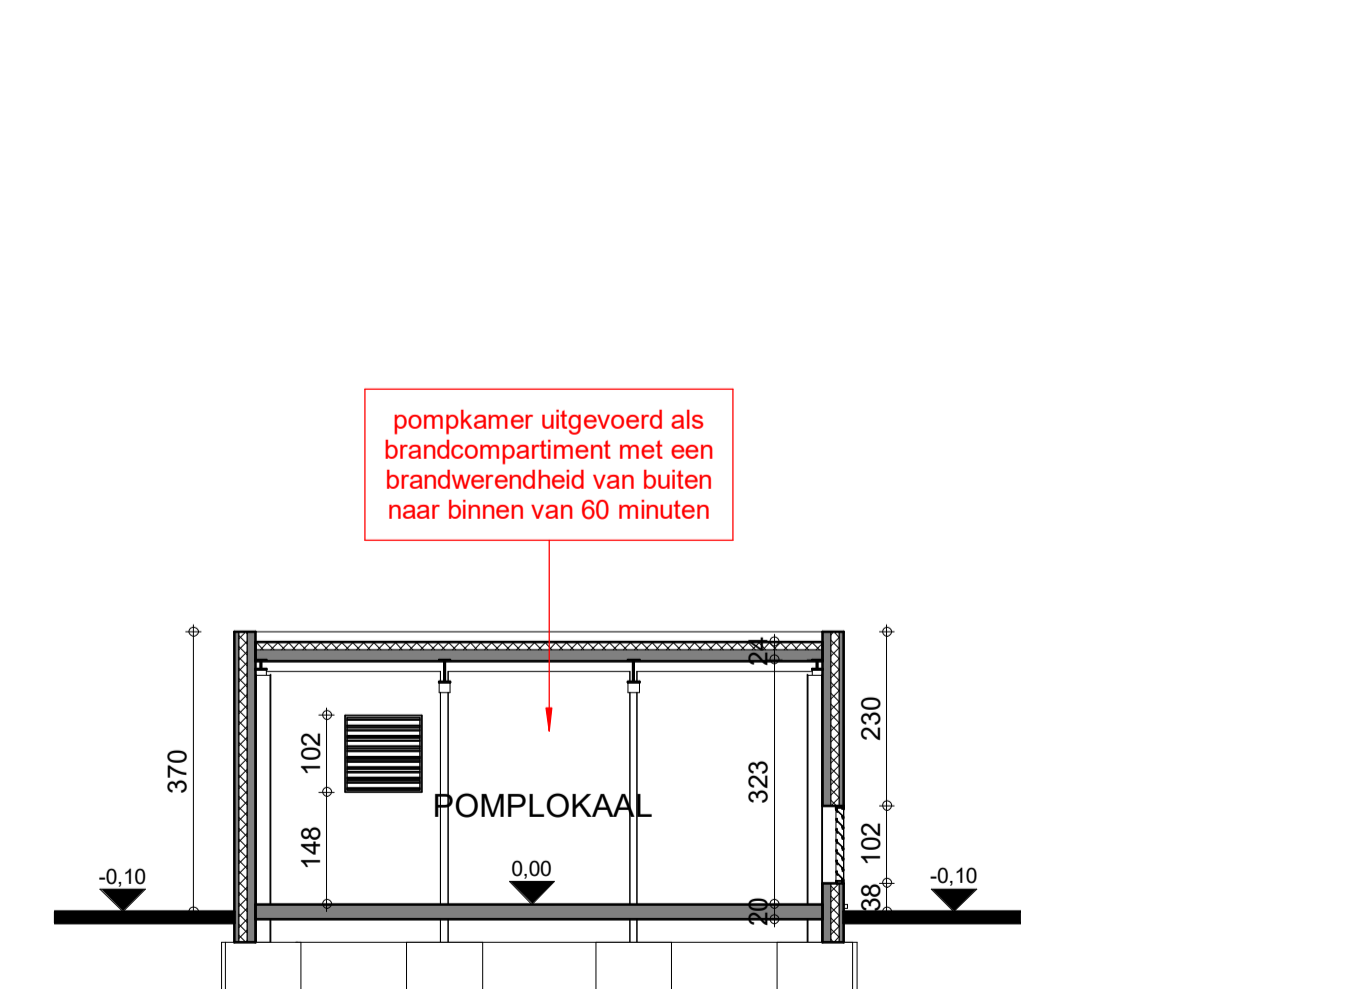 pompkamer uitgevoerd als
brandcompartiment met een
brandwerendheid van buiten
naar binnen van 60 minuten
24
230
370
102
323
POMPLOKAAL
148
102
0,00
-0,10
-0,10
38
20